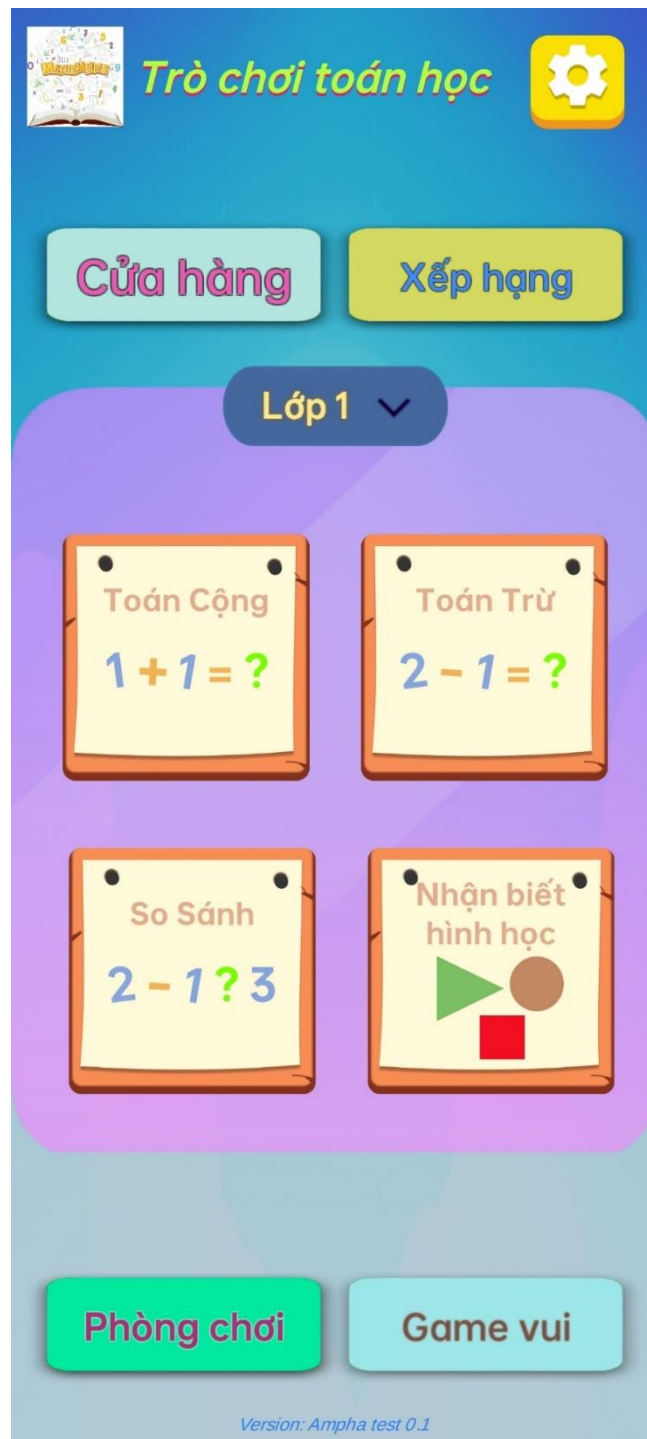 Trò chơi toán học
Cửa hàng
Xếp hạng
Lớp 1
Toán Cộng
1 + 1 = ?
Toán Trừ
2 - 1 = ?
So Sánh
2 - 1 ? 3
Nhận biết
hình học
Phòng chơi
Game vui
Version: Ampha test 0.1